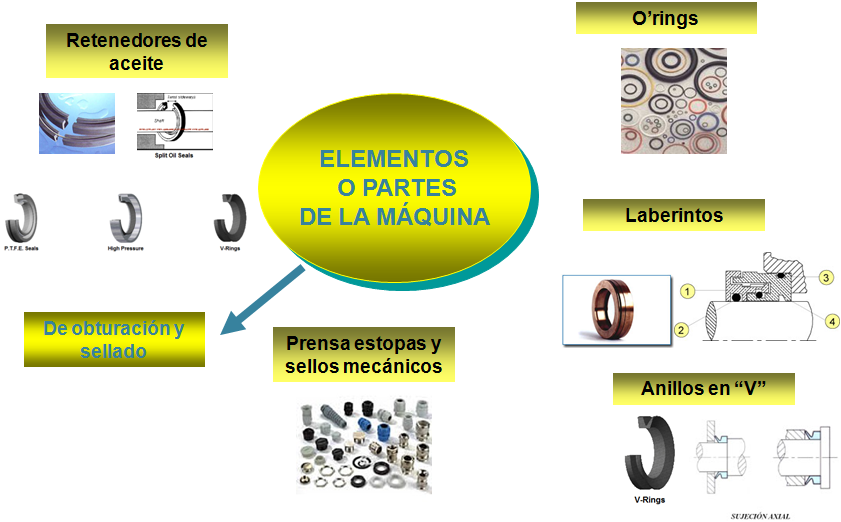 Retenedores de
aceite
Split Oil Seals
P.T.F.E. Seals
High Pressure
V-Rings
ELEMENTOS
O PARTES
DE LA MÁQUINA
De obturación y
sellado
Prensa estopas y
sellos mecánicos
O’rings
Laberintos
1
2
3
4
Anillos en “V”
V-Rings
SUJECIÓN AXIAL